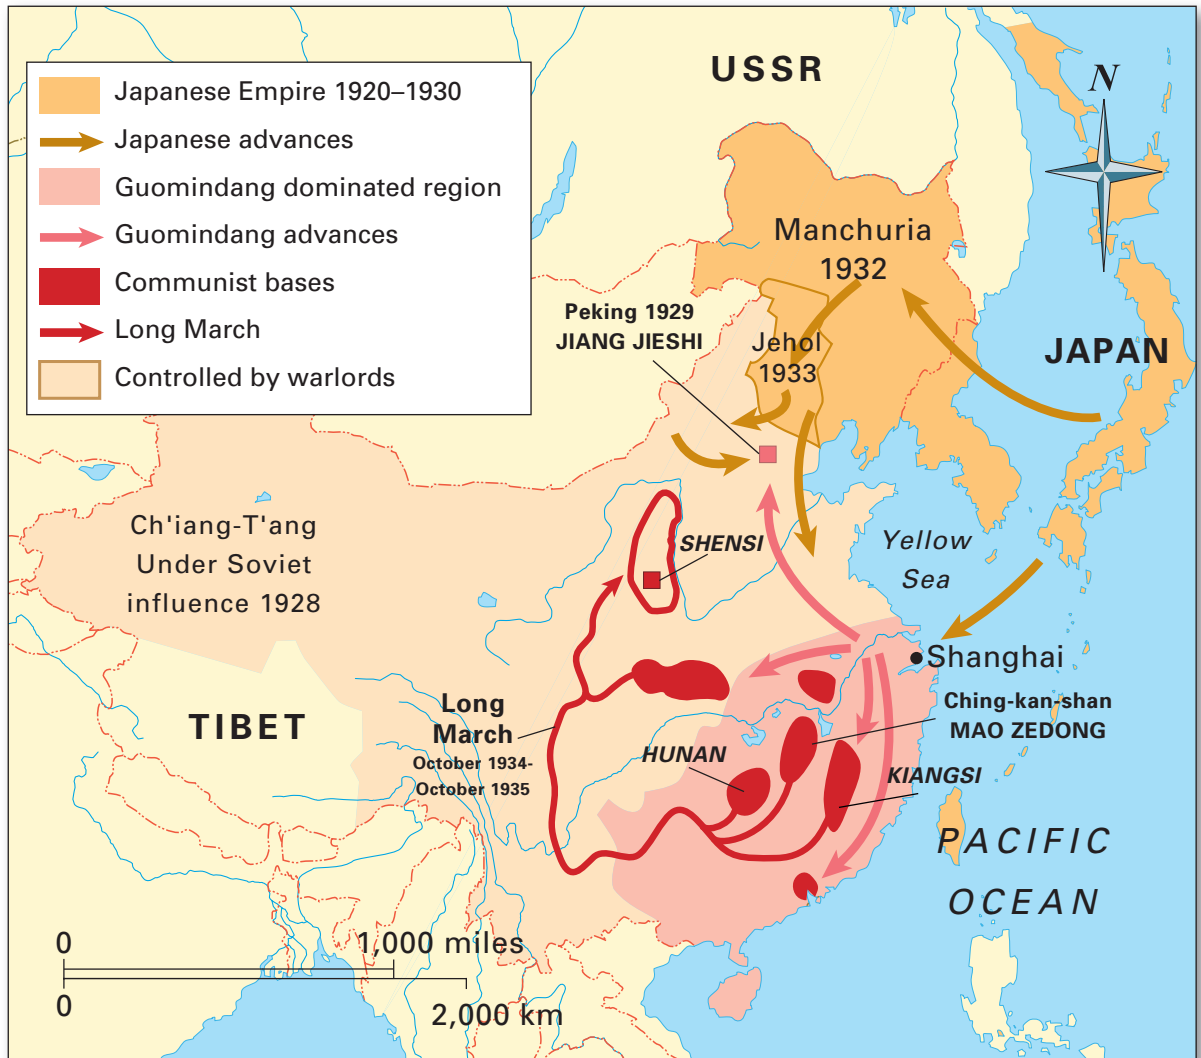 Japanese Empire 1920–1930
Japanese advances
Guomindang dominated region
Guomindang advances
Communist bases
Long March
Controlled by warlords
USSR
N
Manchuria
1932
Peking 1929
JIANG JIESHI
Jehol
1933
JAPAN
Ch'iang-T'ang
Under Soviet
influence 1928
SHENSI
Yellow
Sea
Shanghai
TIBET
Long
March
October 1934-
October 1935
Ching-kan-shan
MAO ZEDONG
HUNAN
KIANGSI
PACIFIC
OCEAN
0
1,000 miles
0
2,000 km